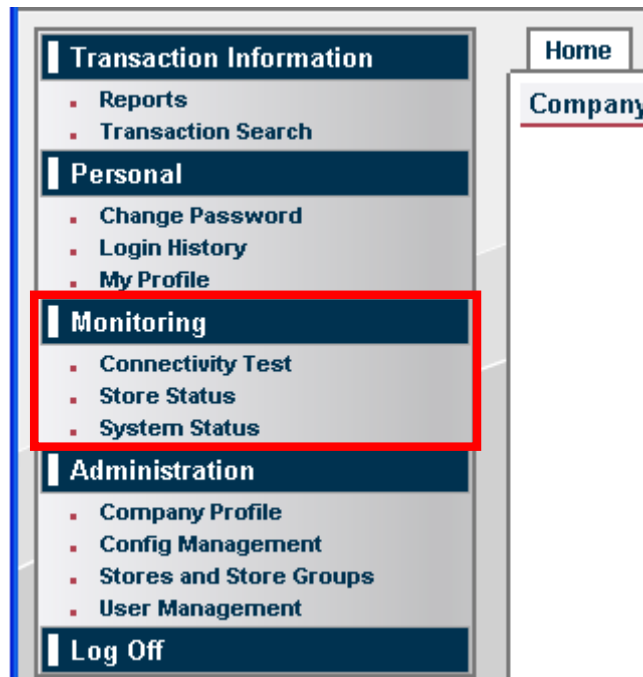 Transaction Information
Reports
Transaction Search
Personal
Change Password
Login History
My Profile
Monitoring
Connectivity Test
Store Status
System Status
Administration
Company Profile
Config Management
Stores and Store Groups
User Management
Log Off
Home
Company